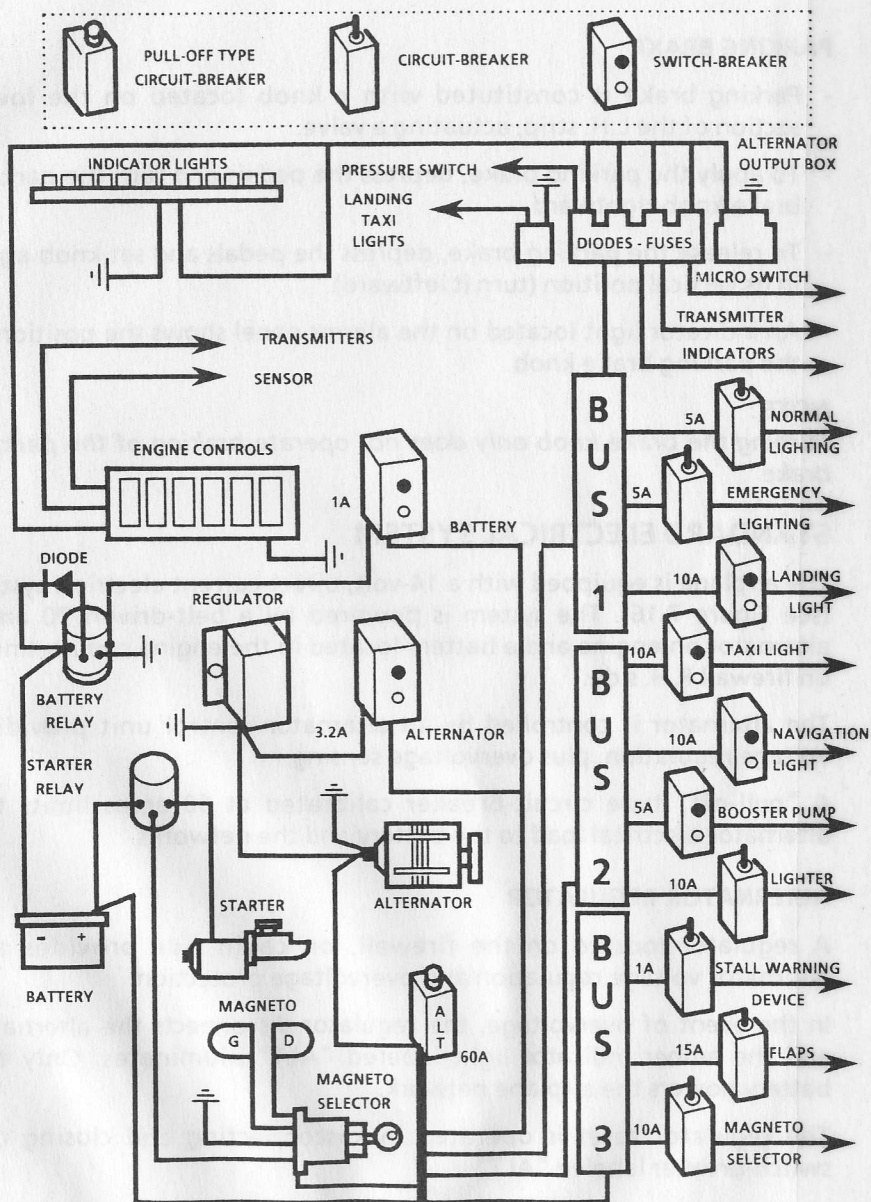 PULL-OFF TYPE
CIRCUIT-BREAKER
CIRCUIT-BREAKER
SWITCH-BREAKER
INDICATOR LIGHTS
PRESSURE SWITCH
ALTERNATOR
OUTPUT BOX
LANDING
TAXI
LIGHTS
DIODES - FUSES
MICRO SWITCH
TRANSMITTER
INDICATORS
TRANSMITTERS
SENSOR
ENGINE CONTROLS
1A
BATTERY
BUS 1
5A
NORMAL
LIGHTING
5A
EMERGENCY
LIGHTING
DIODE
BATTERY
RELAY
REGULATOR
3.2A
ALTERNATOR
10A
LANDING
LIGHT
10A
TAXI LIGHT
10A
NAVIGATION
LIGHT
BUS 2
5A
BOOSTER PUMP
10A
LIGHTER
STARTER
RELAY
ALTERNATOR
STARTER
- +
BATTERY
MAGNETO
G D
MAGNETO
SELECTOR
ALT
60A
BUS
1A
STALL WARNING
DEVICE
15A
FLAPS
10A
MAGNETO
SELECTOR